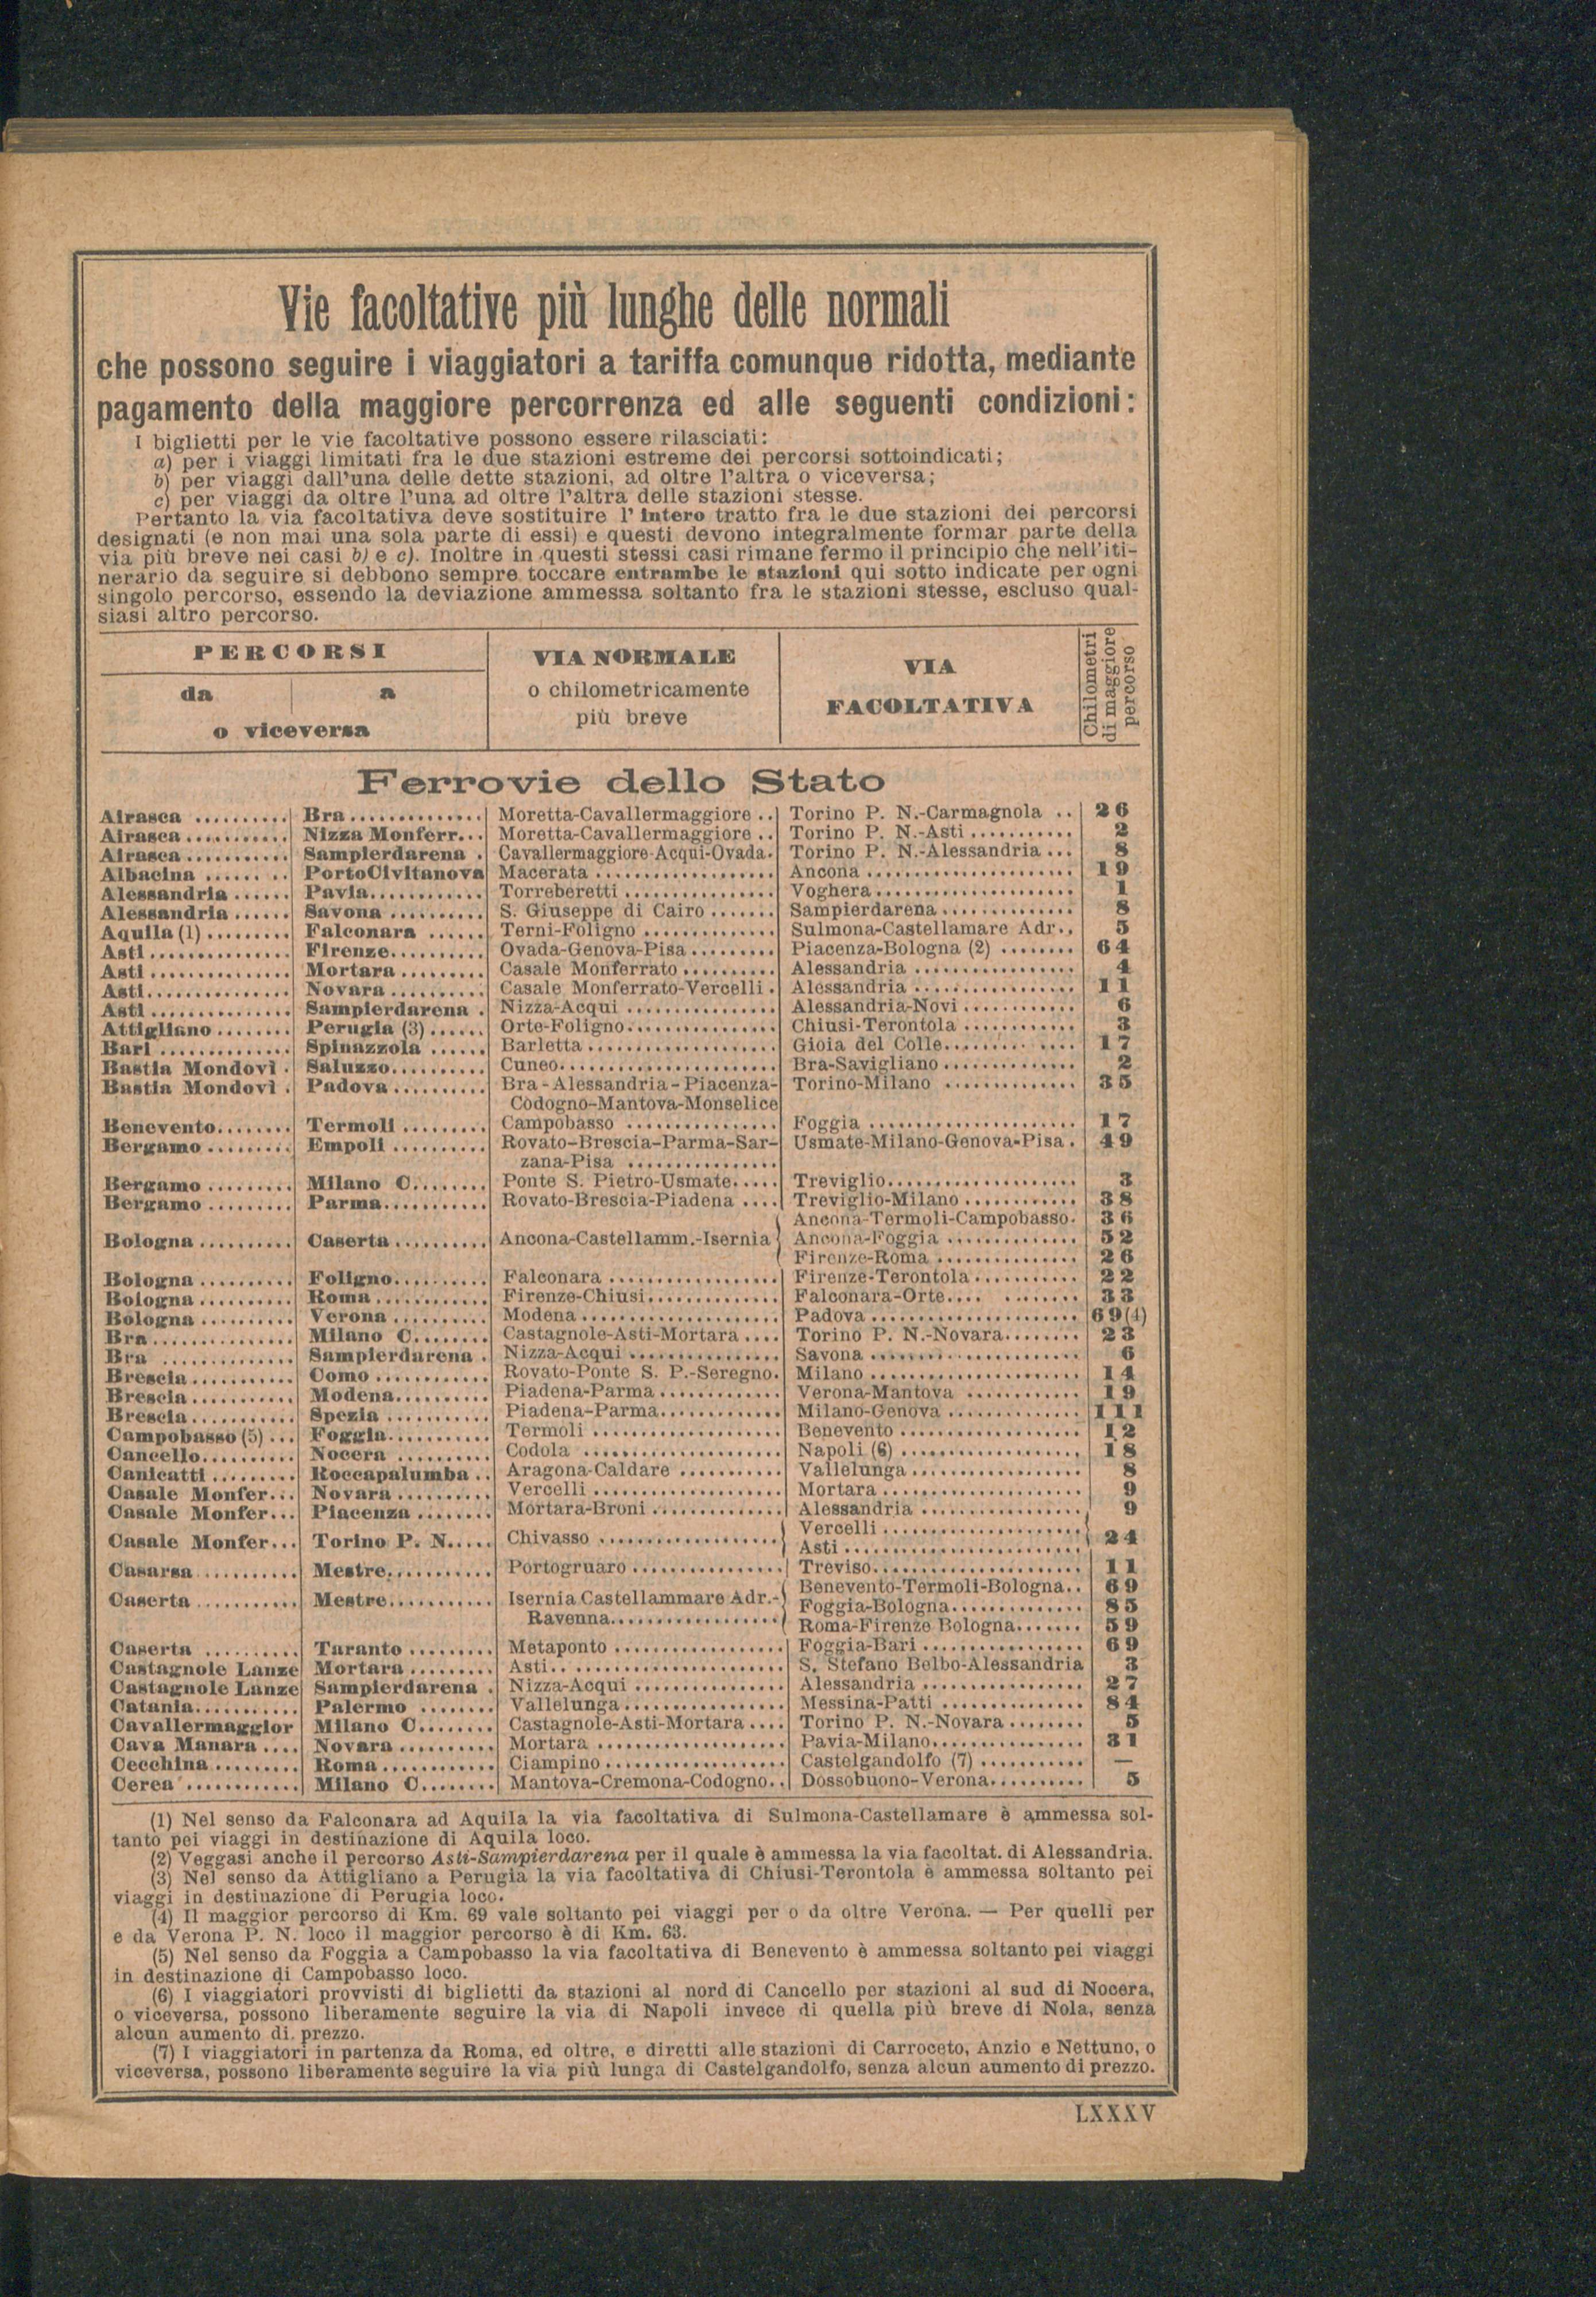 Vie facoltative più lunghe delle normali
che possono seguire i viaggiatori a tariffa comunque ridotta, mediante
pagamento della maggiore percorrenza ed alle seguenti condizioni:
I biglietti per le vie facoltative possono essere rilasciati:
a) per i viaggi limitati fra le due stazioni estreme dei percorsi sottoindicati;
b) per viaggi dall'una delle dette stazioni, ad oltre l'altra o viceversa;
c) per viaggi da oltre l'una ad oltre l'altra delle stazioni stesse.
Pertanto la via facoltativa deve sostituire l'intero tratto fra le due stazioni dei percorsi
designati (e non mai una sola parte di essi) e questi devono integralmente formar parte della
via più breve nei casi b) e c). Inoltre in questi stessi casi rimane fermo il principio che nell'iti-
nerario da seguire si debbono sempre toccare entrambe le stazioni qui sotto indicate per ogni
singolo percorso, essendo la deviazione ammessa soltanto fra le stazioni stesse, escluso qual-
siasi altro percorso.
PERCORSI
da a
o viceversa
VIA NORMALE
o chilometricamente
più breve
VIA
FACOLTATIVA
Chilometri
di maggiore
percorso
Ferrovie dello Stato
Airasca .......... Bra.............. Moretta-Cavallermaggiore .. Torino P. N.-Carmagnola .. 26
Airasca........... Nizza Monferr... Moretta-Cavallermaggiore .. Torino P. N.-Asti ........... 2
Airasca........... Sampierdarena . Cavallermaggiore-Acqui-Ovada. Torino P. N.-Alessandria ... 8
Albacina ...... .. PortoCivitanova Macerata ................... Ancona ...................... 19
Alessandria ...... Pavia............ Torreberetti ................ Voghera..................... 1
Alessandria ...... Savona .......... S. Giuseppe di Cairo ....... Sampierdarena.............. 8
Aquila (1) ......... Falconara ...... Terni-Foligno .............. Sulmona-Castellamare Adr.. 5
Asti............... Firenze.......... Ovada-Genova-Pisa ......... Piacenza-Bologna (2) ........ 64
Asti ............... Mortara ......... Casale Monferrato .......... Alessandria ................. 4
Asti............... Novara .......... Casale Monferrato-Vercelli . Alessandria ................. 11
Asti ............... Sampierdarena . Nizza-Acqui ................ Alessandria-Novi ............ 6
Attigliano ........ Perugia (3) ...... Orte-Foligno................ Chiusi-Terontola ............ 3
Bari .............. Spinazzola ...... Barletta .................... Gioia del Colle......... .... 17
Bastia Mondovì . Saluzzo.......... Cuneo....................... Bra-Savigliano .............. 2
Bastia Mondovì . Padova .......... Bra-Alessandria-Piacenza- Torino-Milano .............. 35
Codogno-Mantova-Monselice
Benevento........ Termoli ......... Campobasso ................ Foggia ...................... 17
Bergamo ......... Empoli .......... Rovato-Brescia-Parma-Sar- Usmate-Milano-Genova-Pisa . 49
zana-Pisa ................
Bergamo ......... Milano C........ Ponte S. Pietro-Usmate..... Treviglio.................... 3
Bergamo ......... Parma........... Rovato-Brescia-Piadena .... Treviglio-Milano ............ 38
Ancona-Termoli-Campobasso. 36
Bologna .......... Caserta .......... Ancona-Castellamm.-Isernia Ancona-Foggia .............. 52
Firenze-Roma ............... 26
Bologna .......... Foligno.......... Falconara .................. Firenze-Terontola ........... 22
Bologna .......... Roma ............ Firenze-Chiusi.............. Falconara-Orte.... ........ 33
Bologna .......... Verona .......... Modena..................... Padova ...................... 69(4)
Bra............... Milano C........ Castagnole-Asti-Mortara .... Torino P. N.-Novara........ 23
Bra .............. Sampierdarena . Nizza-Acqui ................ Savona ...................... 6
Brescia ........... Como ............ Rovato-Ponte S. P.-Seregno. Milano ...................... 14
Brescia ........... Modena.......... Piadena-Parma ............. Verona-Mantova ............ 19
Brescia........... Spezia ........... Piadena-Parma............. Milano-Genova .............. 111
Campobasso (5) ... Foggia........... Termoli .................... Benevento ................... 12
Cancello.......... Nocera .......... Codola ..................... Napoli (6) ................... 18
Canicatti ......... Roccapalumba .. Aragona-Caldare ........... Vallelunga.................. 8
Casale Monfer... Novara .......... Vercelli .................... Mortara ..................... 9
Casale Monfer... Piacenza ........ Mortara-Broni .............. Alessandria ................. 9
Vercelli .....................
Casale Monfer... Torino P. N..... Chivasso ................... 24
Asti .........................
Casarsa .......... Mestre........... Portogruaro ................ Treviso...................... 11
Benevento-Termoli-Bologna.. 69
Caserta ........... Mestre........... Isernia Castellammare Adr.- Foggia-Bologna.............. 85
Ravenna.................. Roma-Firenze Bologna....... 59
Caserta .......... Taranto ......... Metaponto .................. Foggia-Bari ................. 69
Castagnole Lanze Mortara ......... Asti.. ...................... S. Stefano Belbo-Alessandria 3
Castagnole Lanze Sampierdarena . Nizza-Acqui ................ Alessandria ................. 27
Catania........... Palermo ........ Vallelunga ................. Messina-Patti ............... 84
Cavallermaggior Milano C........ Castagnole-Asti-Mortara .... Torino P. N.-Novara ........ 5
Cava Manara .... Novara .......... Mortara .................... Pavia-Milano................ 31
Cecchina ......... Roma ............ Ciampino ................... Castelgandolfo (7) ........... —
Cerea ............ Milano C........ Mantova-Cremona-Codogno.. Dossobuono-Verona.......... 5
(1) Nel senso da Falconara ad Aquila la via facoltativa di Sulmona-Castellamare è ammessa sol-
tanto pei viaggi in destinazione di Aquila loco.
(2) Veggasi anche il percorso Asti-Sampierdarena per il quale è ammessa la via facoltat. di Alessandria.
(3) Nel senso da Attigliano a Perugia la via facoltativa di Chiusi-Terontola è ammessa soltanto pei
viaggi in destinazione di Perugia loco.
(4) Il maggior percorso di Km. 69 vale soltanto pei viaggi per o da oltre Verona. — Per quelli per
e da Verona P. N. loco il maggior percorso è di Km. 63.
(5) Nel senso da Foggia a Campobasso la via facoltativa di Benevento è ammessa soltanto pei viaggi
in destinazione di Campobasso loco.
(6) I viaggiatori provvisti di biglietti da stazioni al nord di Cancello per stazioni al sud di Nocera,
o viceversa, possono liberamente seguire la via di Napoli invece di quella più breve di Nola, senza
alcun aumento di prezzo.
(7) I viaggiatori in partenza da Roma, ed oltre, e diretti alle stazioni di Carroceto, Anzio e Nettuno, o
viceversa, possono liberamente seguire la via più lunga di Castelgandolfo, senza alcun aumento di prezzo.
LXXXV